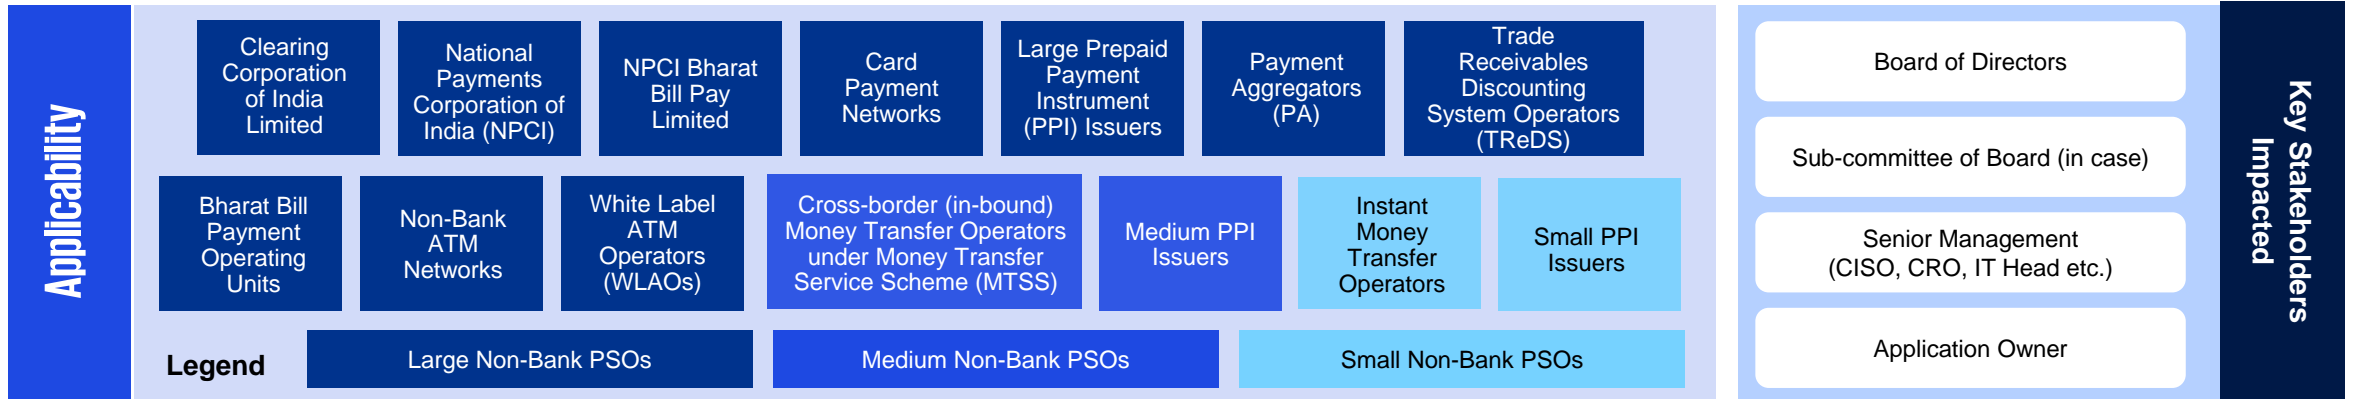 Applicability
Clearing
Corporation
of India
Limited
National
Payments
Corporation of
India (NPCI)
NPCI Bharat
Bill Pay
Limited
Card
Payment
Networks
Large Prepaid
Payment
Instrument
(PPI) Issuers
Payment
Aggregators
(PA)
Trade
Receivables
Discounting
System Operators
(TReDS)
Bharat Bill
Payment
Operating
Units
Non-Bank
ATM
Networks
White Label
ATM
Operators
(WLAOs)
Cross-border (in-bound)
Money Transfer Operators
under Money Transfer
Service Scheme (MTSS)
Medium PPI
Issuers
Instant
Money
Transfer
Operators
Small PPI
Issuers
Legend
Large Non-Bank PSOs
Medium Non-Bank PSOs
Small Non-Bank PSOs
Board of Directors
Sub-committee of Board (in case)
Senior Management
(CISO, CRO, IT Head etc.)
Application Owner
Key Stakeholders
Impacted